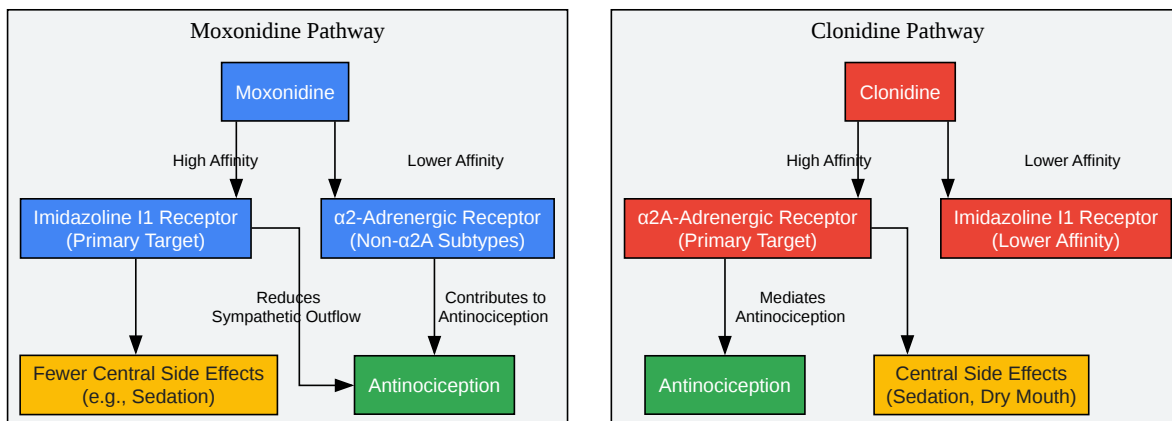 Moxonidine Pathway
Moxonidine
High Affinity
Lower Affinity
Imidazoline I1 Receptor
(Primary Target)
α2-Adrenergic Receptor
(Non-α2A Subtypes)
Reduces
Sympathetic Outflow
Contributes to
Antinociception
Fewer Central Side Effects
(e.g., Sedation)
Antinociception
Clonidine Pathway
Clonidine
High Affinity
Lower Affinity
α2A-Adrenergic Receptor
(Primary Target)
Imidazoline I1 Receptor
(Lower Affinity)
Mediates
Antinociception
Antinociception
Central Side Effects
(Sedation, Dry Mouth)